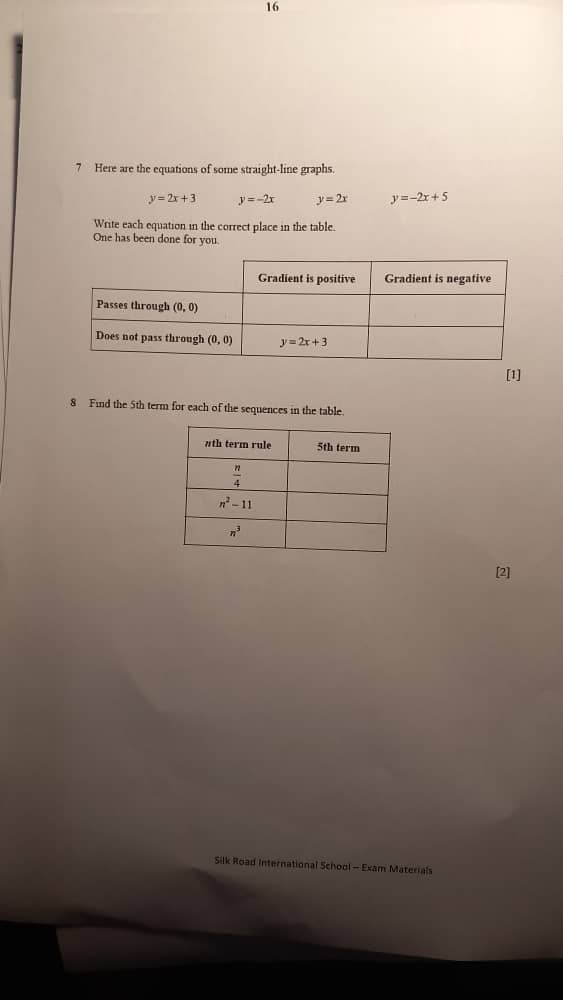 16
7 Here are the equations of some straight-line graphs.
y = 2x + 3 y = –2x y = 2x y = –2x + 5
Write each equation in the correct place in the table.
One has been done for you.
Gradient is positive Gradient is negative
Passes through (0, 0)
Does not pass through (0, 0) y = 2x + 3
[1]
8 Find the 5th term for each of the sequences in the table.
nth term rule 5th term
n
4
n² – 11
n³
[2]
Silk Road International School – Exam Materials